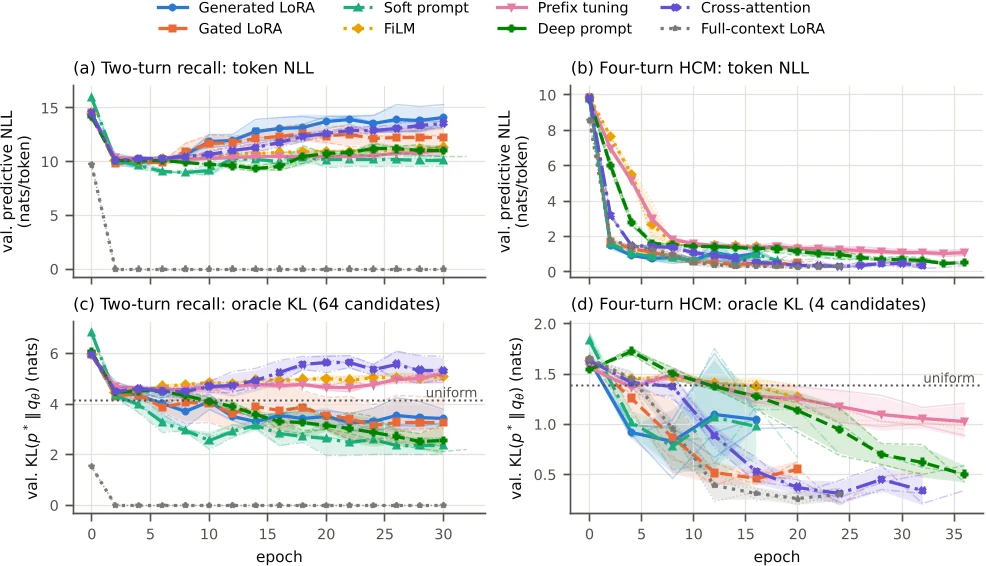 Generated LoRA Soft prompt Prefix tuning Cross-attention
Gated LoRA FiLM Deep prompt Full-context LoRA
(a) Two-turn recall: token NLL
val. predictive NLL
(nats/token)
15
10
5
0
(b) Four-turn HCM: token NLL
val. predictive NLL
(nats/token)
10
8
6
4
2
0
(c) Two-turn recall: oracle KL (64 candidates)
val. KL(p* ∥ qθ) (nats)
6
4
2
0
uniform
0 5 10 15 20 25 30
epoch
(d) Four-turn HCM: oracle KL (4 candidates)
val. KL(p* ∥ qθ) (nats)
2.0
1.5
1.0
0.5
uniform
0 5 10 15 20 25 30 35
epoch